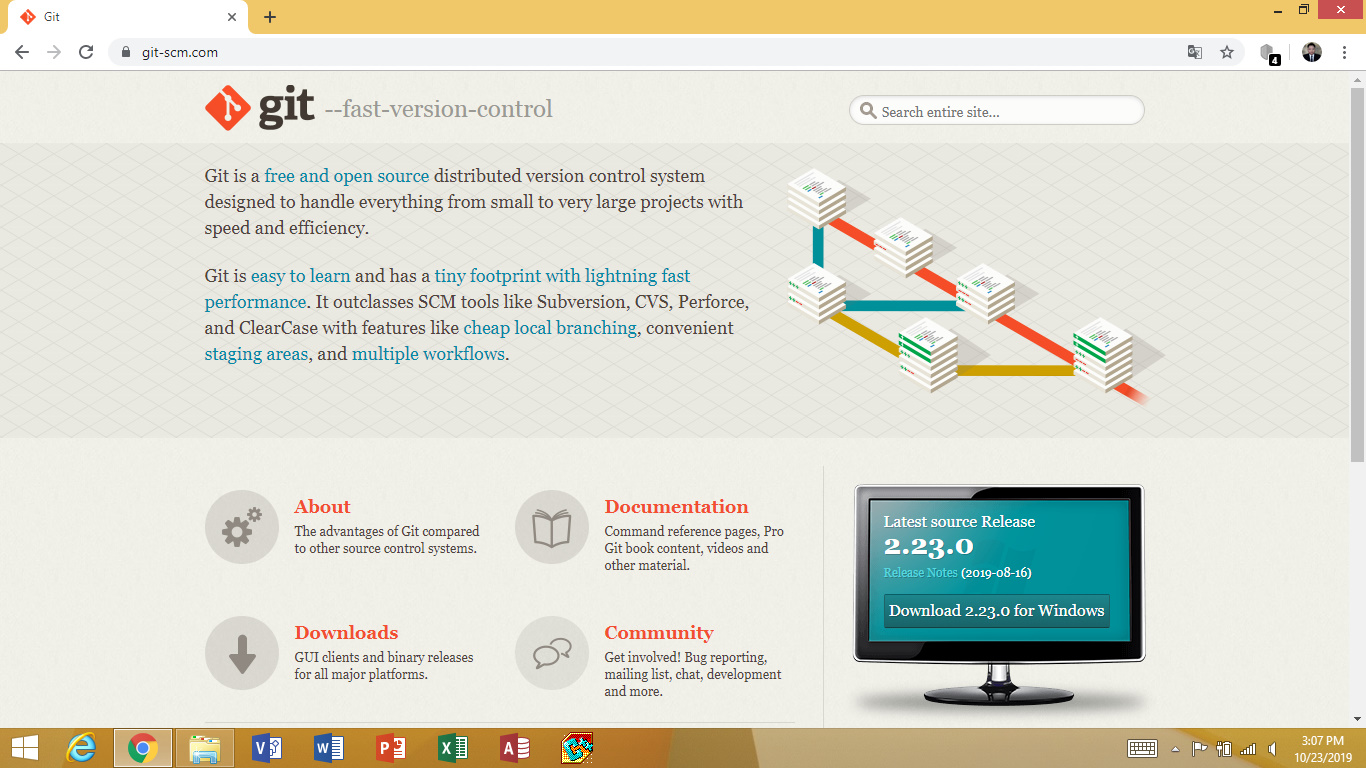 Git
git-scm.com
4
git --fast-version-control
Search entire site...
Git is a free and open source distributed version control system
designed to handle everything from small to very large projects with
speed and efficiency.
Git is easy to learn and has a tiny footprint with lightning fast
performance. It outclasses SCM tools like Subversion, CVS, Perforce,
and ClearCase with features like cheap local branching, convenient
staging areas, and multiple workflows.
About
The advantages of Git compared
to other source control systems.
Documentation
Command reference pages, Pro
Git book content, videos and
other material.
Downloads
GUI clients and binary releases
for all major platforms.
Community
Get involved! Bug reporting,
mailing list, chat, development
and more.
Latest source Release
2.23.0
Release Notes (2019-08-16)
Download 2.23.0 for Windows
3:07 PM
10/23/2019